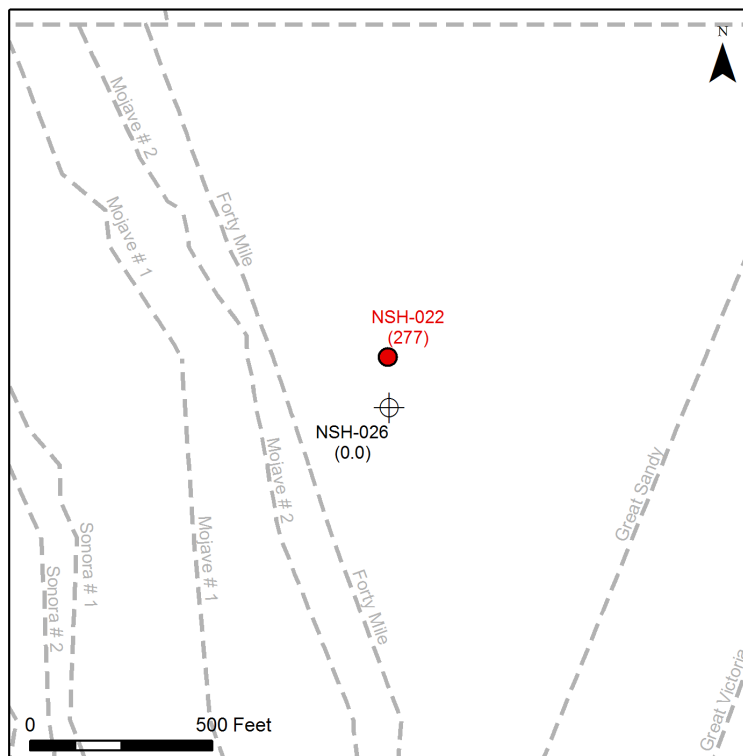 N
Mojave # 2
Forty Mile
Mojave # 1
NSH-022
(277)
NSH-026
(0.0)
Mojave # 2
Great Sandy
Mojave # 1
Sonora # 1
Sonora # 2
Forty Mile
Great Victoria
0 500 Feet